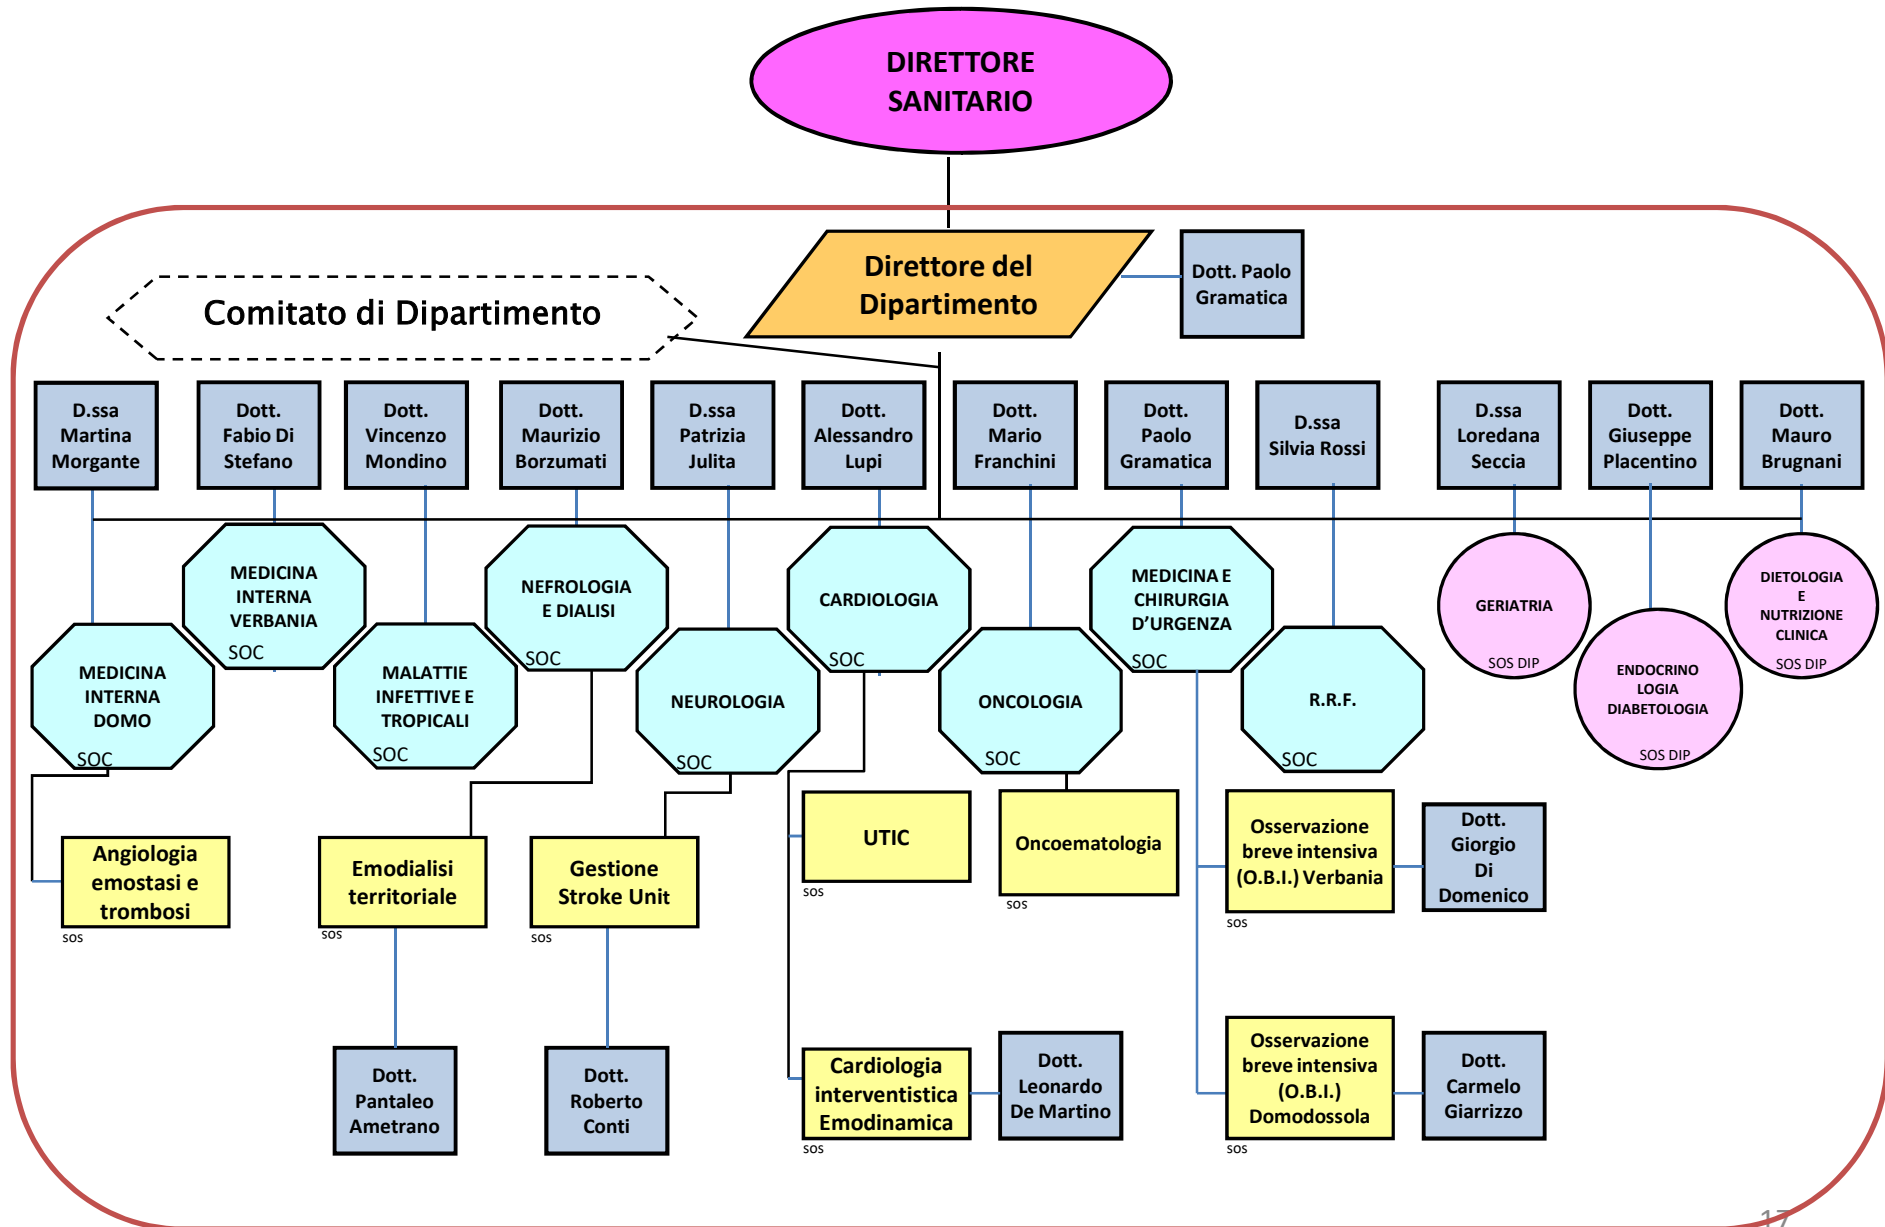 DIRETTORE
SANITARIO
Direttore del
Dipartimento
Dott. Paolo
Gramatica
Comitato di Dipartimento
D.ssa
Martina
Morgante
Dott.
Fabio Di
Stefano
Dott.
Vincenzo
Mondino
Dott.
Maurizio
Borzumati
D.ssa
Patrizia
Julita
Dott.
Alessandro
Lupi
Dott.
Mario
Franchini
Dott.
Paolo
Gramatica
D.ssa
Silvia Rossi
D.ssa
Loredana
Seccia
Dott.
Giuseppe
Placentino
Dott.
Mauro
Brugnani
MEDICINA
INTERNA
DOMO
SOC
MEDICINA
INTERNA
VERBANIA
SOC
MALATTIE
INFETTIVE E
TROPICALI
SOC
NEFROLOGIA
E DIALISI
SOC
NEUROLOGIA
SOC
CARDIOLOGIA
SOC
ONCOLOGIA
SOC
MEDICINA E
CHIRURGIA
D'URGENZA
SOC
R.R.F.
SOC
GERIATRIA
SOS DIP
ENDOCRINO
LOGIA
DIABETOLOGIA
SOS DIP
DIETOLOGIA
E
NUTRIZIONE
CLINICA
SOS DIP
Angiologia
emostasi e
trombosi
sos
Emodialisi
territoriale
sos
Gestione
Stroke Unit
sos
UTIC
sos
Oncoematologia
sos
Osservazione
breve intensiva
(O.B.I.) Verbania
sos
Dott.
Giorgio
Di
Domenico
Dott.
Pantaleo
Ametrano
Dott.
Roberto
Conti
Cardiologia
interventistica
Emodinamica
sos
Dott.
Leonardo
De Martino
Osservazione
breve intensiva
(O.B.I.)
Domodossola
sos
Dott.
Carmelo
Giarrizzo
17